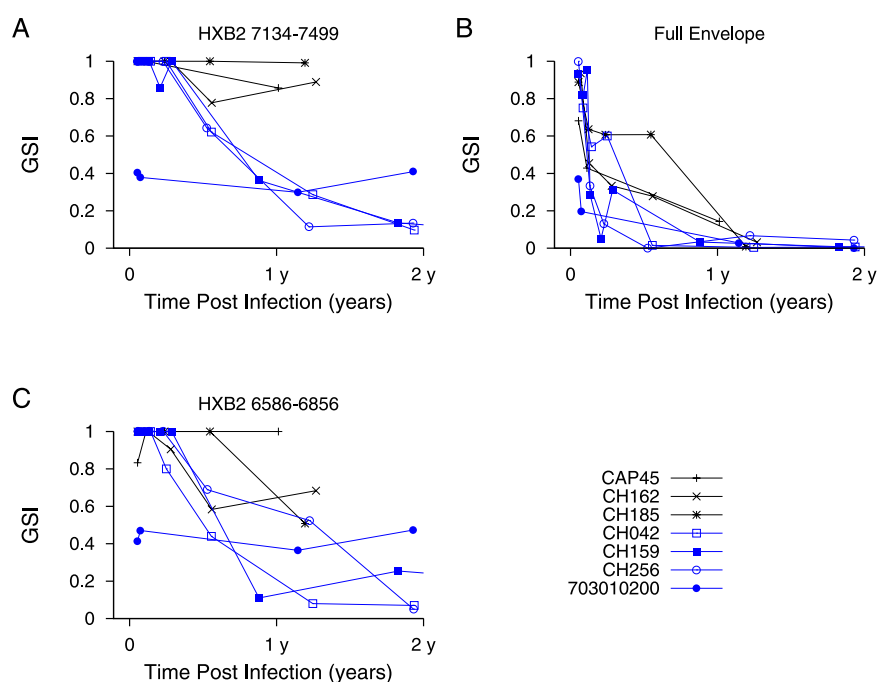 A
HXB2 7134-7499
1
0.8
0.6
0.4
0.2
0
GSI
0
1 y
2 y
Time Post Infection (years)
B
Full Envelope
1
0.8
0.6
0.4
0.2
0
GSI
0
1 y
2 y
Time Post Infection (years)
C
HXB2 6586-6856
1
0.8
0.6
0.4
0.2
0
GSI
0
1 y
2 y
Time Post Infection (years)
CAP45
CH162
CH185
CH042
CH159
CH256
703010200